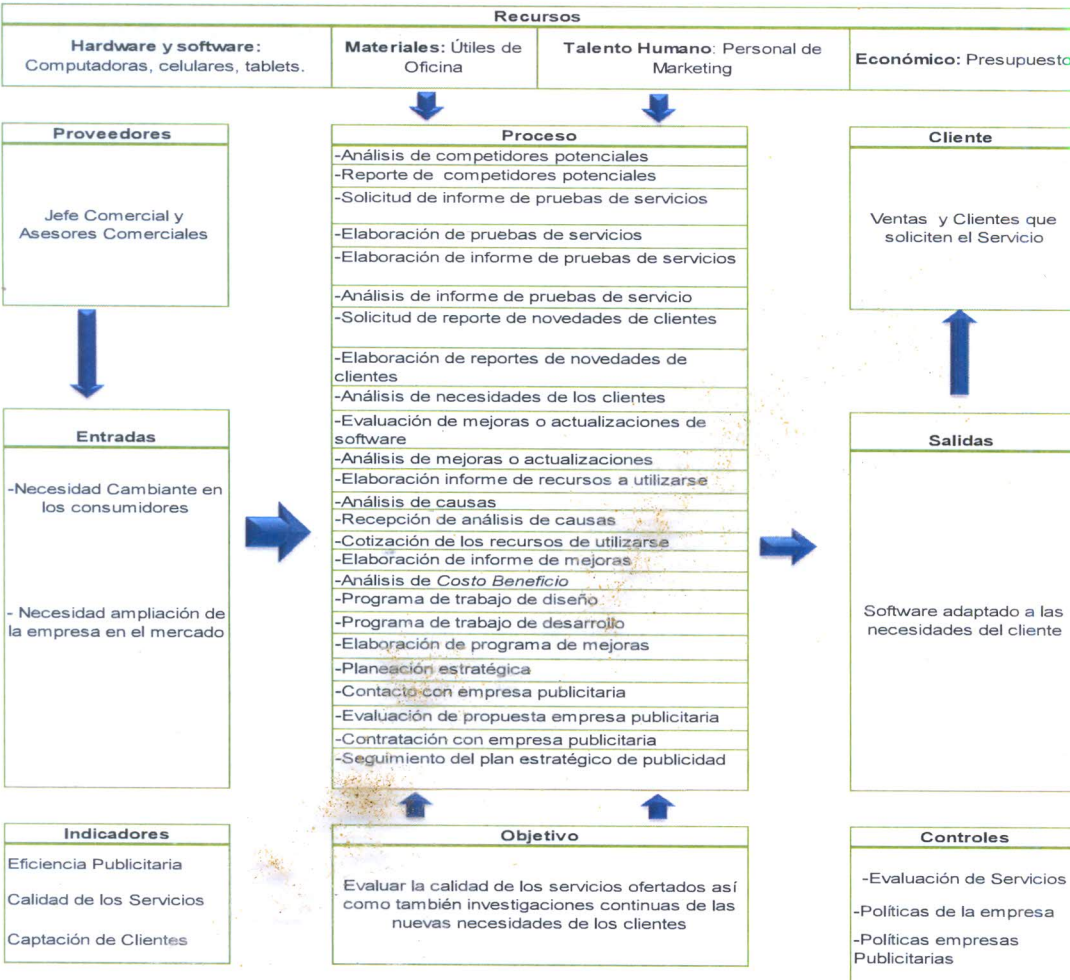 Recursos
Hardware y software:
Computadoras, celulares, tablets.
Materiales: Útiles de
Oficina
Talento Humano: Personal de
Marketing
Económico: Presupuesto
Proveedores
Jefe Comercial y
Asesores Comerciales
Entradas
-Necesidad Cambiante en
los consumidores
- Necesidad ampliación de
la empresa en el mercado
Indicadores
Eficiencia Publicitaria
Calidad de los Servicios
Captación de Clientes
Proceso
-Análisis de competidores potenciales
-Reporte de competidores potenciales
-Solicitud de informe de pruebas de servicios
-Elaboración de pruebas de servicios
-Elaboración de informe de pruebas de servicios
-Análisis de informe de pruebas de servicio
-Solicitud de reporte de novedades de clientes
-Elaboración de reportes de novedades de
clientes
-Análisis de necesidades de los clientes
-Evaluación de mejoras o actualizaciones de
software
-Análisis de mejoras o actualizaciones
-Elaboración informe de recursos a utilizarse
-Análisis de causas
-Recepción de análisis de causas
-Cotización de los recursos de utilizarse
-Elaboración de informe de mejoras
-Análisis de Costo Beneficio
-Programa de trabajo de diseño
-Programa de trabajo de desarrollo
-Elaboración de programa de mejoras
-Planeación estratégica
-Contacto con empresa publicitaria
-Evaluación de propuesta empresa publicitaria
-Contratación con empresa publicitaria
-Seguimiento del plan estratégico de publicidad
Objetivo
Evaluar la calidad de los servicios ofertados así
como también investigaciones continuas de las
nuevas necesidades de los clientes
Cliente
Ventas y Clientes que
soliciten el Servicio
Salidas
Software adaptado a las
necesidades del cliente
Controles
-Evaluación de Servicios
-Políticas de la empresa
-Políticas empresas
Publicitarias